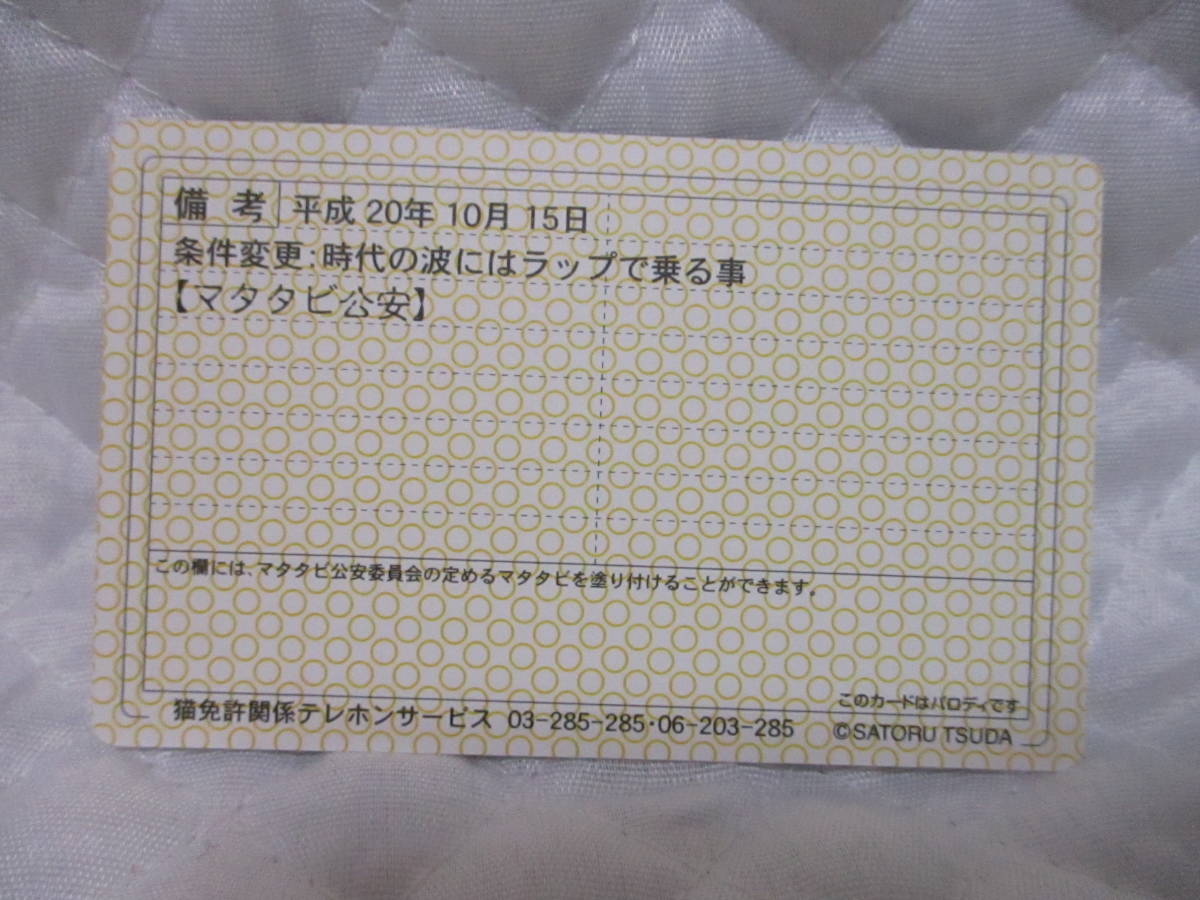 備 考 平成 20年 10月 15日
条件変更:時代の波にはラップで乗る事
【マタタビ公安】
この欄には、マタタビ公安委員会の定めるマタタビを塗り付けることができます。
このカードはパロディです
猫免許関係テレホンサービス 03-285-285・06-203-285 ©SATORU TSUDA